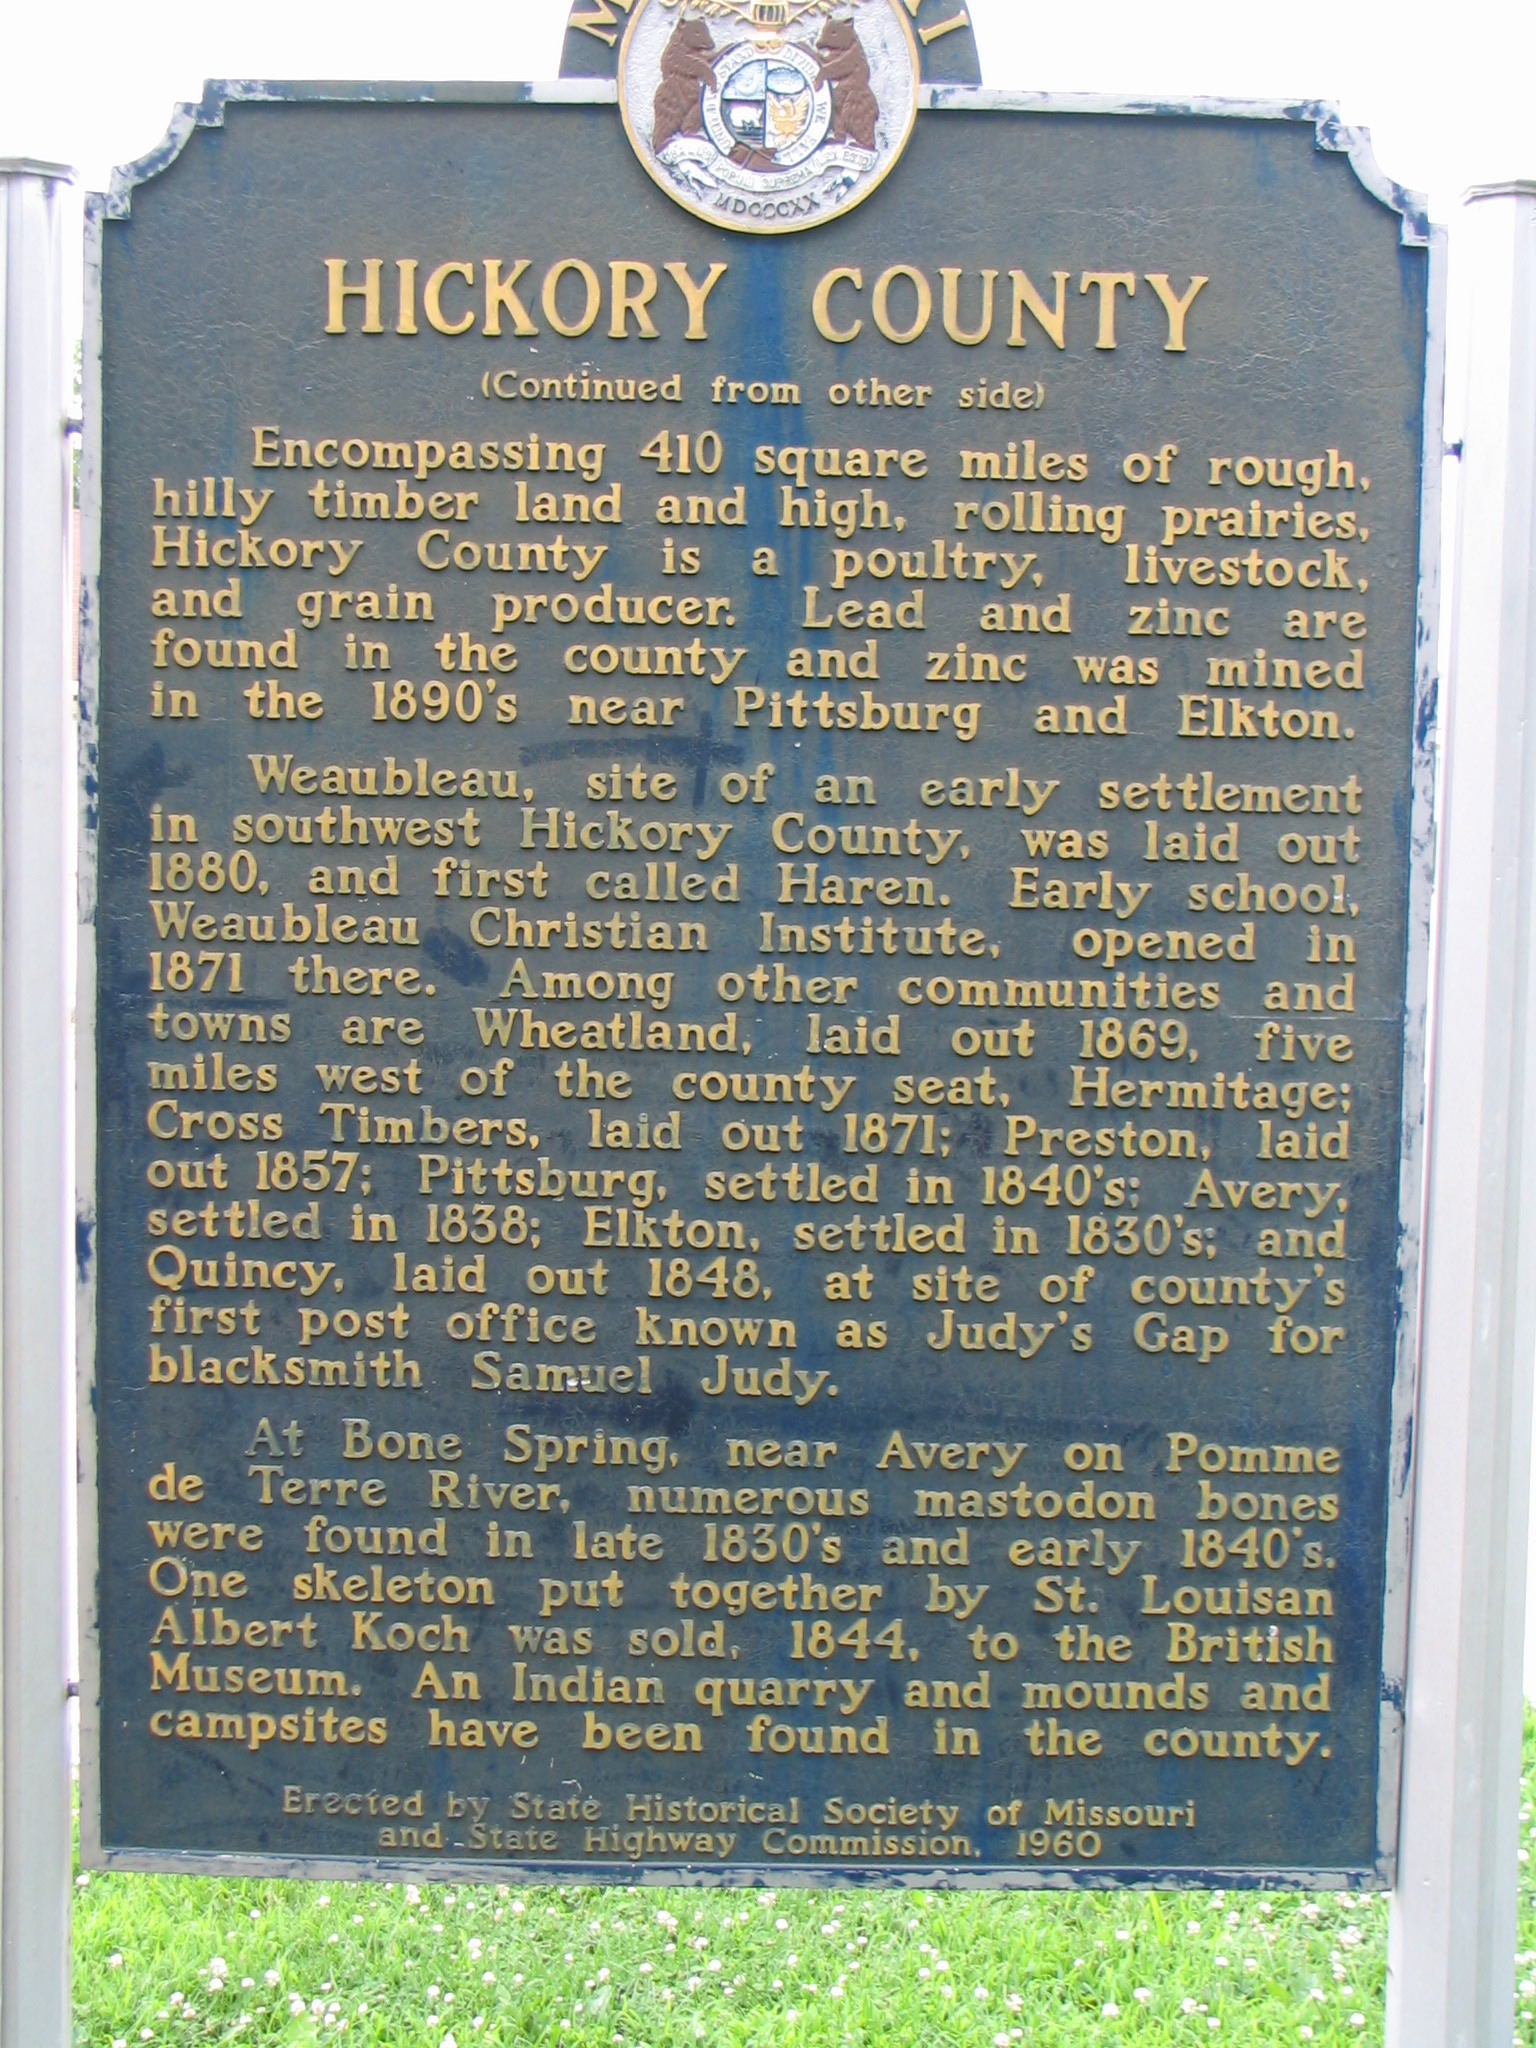 HICKORY COUNTY
(Continued from other side)
Encompassing 410 square miles of rough,
hilly timber land and high, rolling prairies,
Hickory County is a poultry, livestock,
and grain producer. Lead and zinc are
found in the county and zinc was mined
in the 1890's near Pittsburg and Elkton.
Weaubleau, site of an early settlement
in southwest Hickory County, was laid out
1880, and first called Haren. Early school,
Weaubleau Christian Institute, opened in
1871 there. Among other communities and
towns are Wheatland, laid out 1869, five
miles west of the county seat, Hermitage;
Cross Timbers, laid out 1871; Preston, laid
out 1857; Pittsburg, settled in 1840's; Avery,
settled in 1838; Elkton, settled in 1830's; and
Quincy, laid out 1848, at site of county's
first post office known as Judy's Gap for
blacksmith Samuel Judy.
At Bone Spring, near Avery on Pomme
de Terre River, numerous mastodon bones
were found in late 1830's and early 1840's.
One skeleton put together by St. Louisan
Albert Koch was sold, 1844, to the British
Museum. An Indian quarry and mounds and
campsites have been found in the county.
Erected by State Historical Society of Missouri
and State Highway Commission, 1960
MDCCCXX